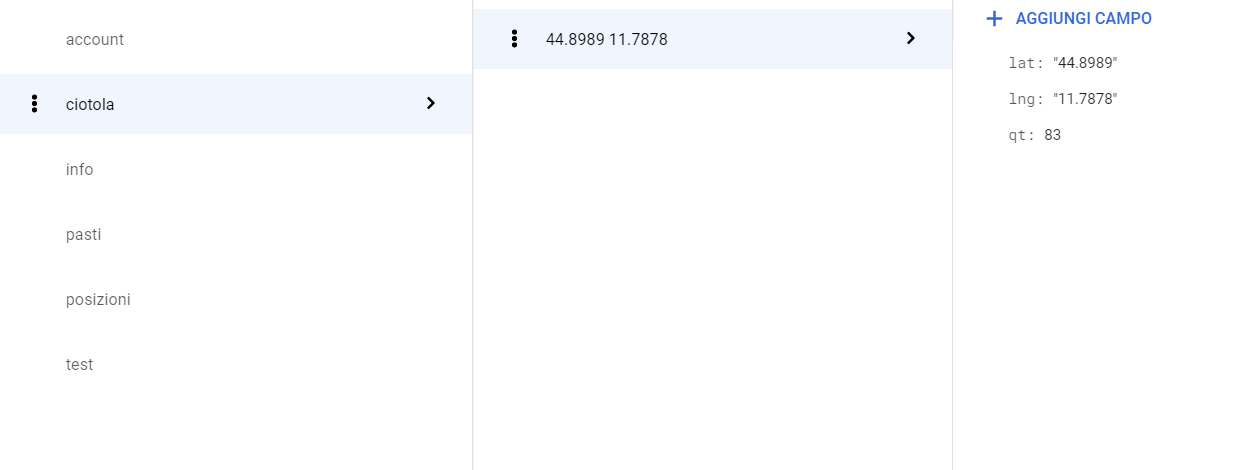 account
ciotola
info
pasti
posizioni
test
44.8989 11.7878
AGGIUNGI CAMPO
lat: "44.8989"
lng: "11.7878"
qt: 83